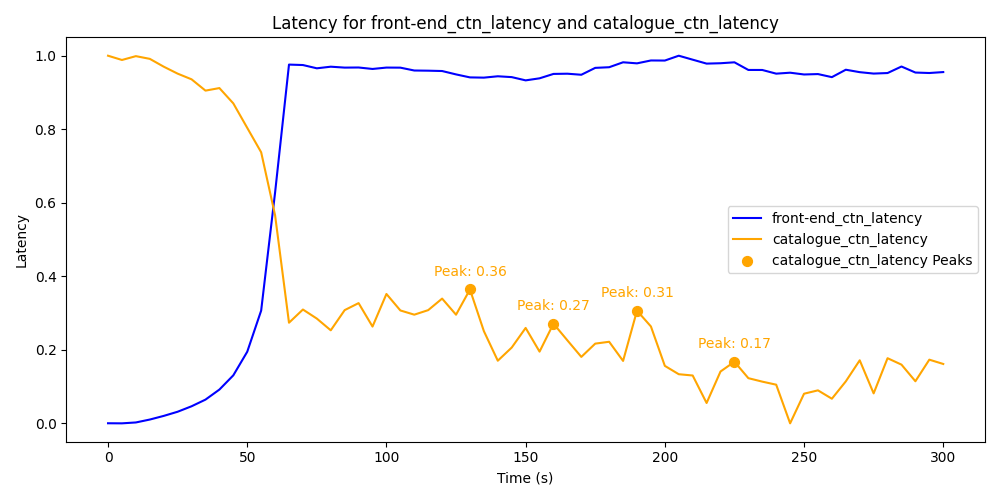 Latency for front-end_ctn_latency and catalogue_ctn_latency
1.0
0.8
0.6
0.4
0.2
0.0
Latency
Peak: 0.36
Peak: 0.27
Peak: 0.31
Peak: 0.17
front-end_ctn_latency
catalogue_ctn_latency
catalogue_ctn_latency Peaks
0 50 100 150 200 250 300
Time (s)